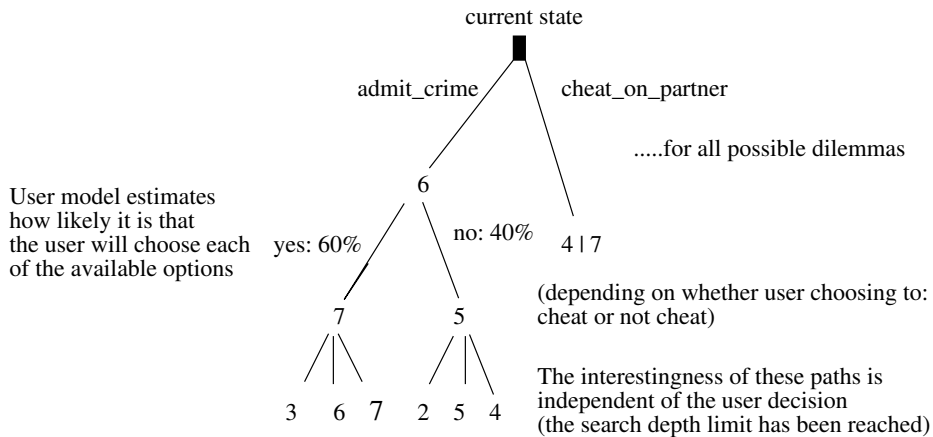 current state
admit_crime
cheat_on_partner
.....for all possible dilemmas
6
User model estimates
how likely it is that
the user will choose each
of the available options
yes: 60%
no: 40%
4 | 7
(depending on whether user choosing to:
cheat or not cheat)
7
5
The interestingness of these paths is
independent of the user decision
(the search depth limit has been reached)
3 6 7 2 5 4